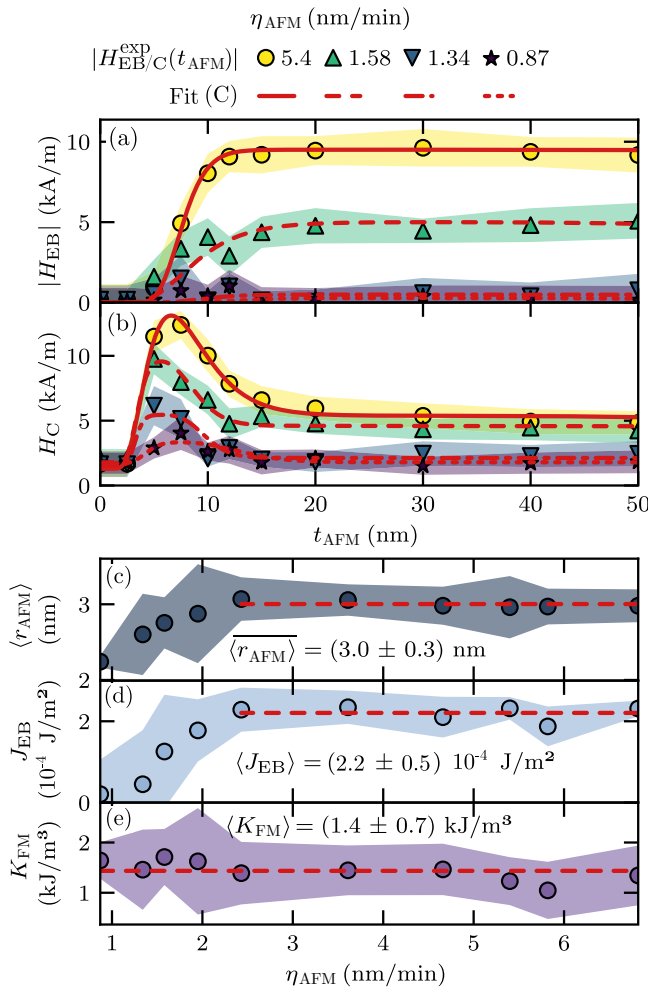 η_AFM (nm/min)
|H_EB/C^exp(t_AFM)| 5.4 1.58 1.34 0.87
Fit (C)
(a)
|H_EB| (kA/m)
10
5
0
(b)
H_C (kA/m)
10
5
0
0 10 20 30 40 50
t_AFM (nm)
(c)
⟨r_AFM⟩
(nm)
3
2
⟨r_AFM⟩ = (3.0 ± 0.3) nm
(d)
J_EB
(10⁻⁴ J/m²)
2
0
⟨J_EB⟩ = (2.2 ± 0.5) 10⁻⁴ J/m²
(e)
K_FM
(kJ/m³)
2
1
⟨K_FM⟩ = (1.4 ± 0.7) kJ/m³
1 2 3 4 5 6
η_AFM (nm/min)